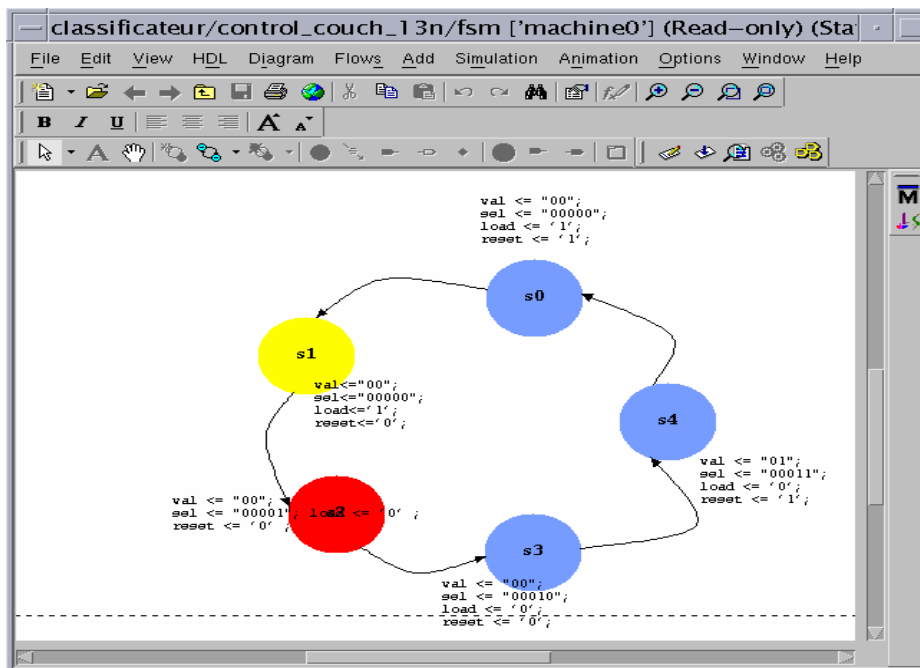 classificateur/control_couch_13n/fsm ['machine0'] (Read-only) (Sta
File Edit View HDL Diagram Flows Add Simulation Animation Options Window Help
B I U A A
A
M
val <= "00";
sel <= "00000";
load <= '1';
reset <= '1';
s0
s1
val<="00";
sel<="00000";
load<='1';
reset<='0';
s4
val <= "01";
sel <= "00011";
load <= '0';
reset <= '1';
val <= "00";
sel <= "00001"; load <= '0' ;
reset <= '0' ;
s2
s3
val <= "00";
sel <= "00010";
load <= '0';
reset <= '0';